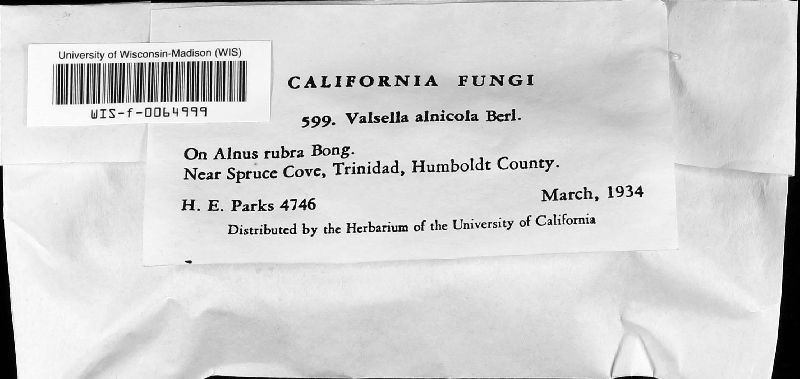 University of Wisconsin-Madison (WIS)
WIS-f-0064999
CALIFORNIA FUNGI
599. Valsella alnicola Berl.
On Alnus rubra Bong.
Near Spruce Cove, Trinidad, Humboldt County.
H. E. Parks 4746 March, 1934
Distributed by the Herbarium of the University of California